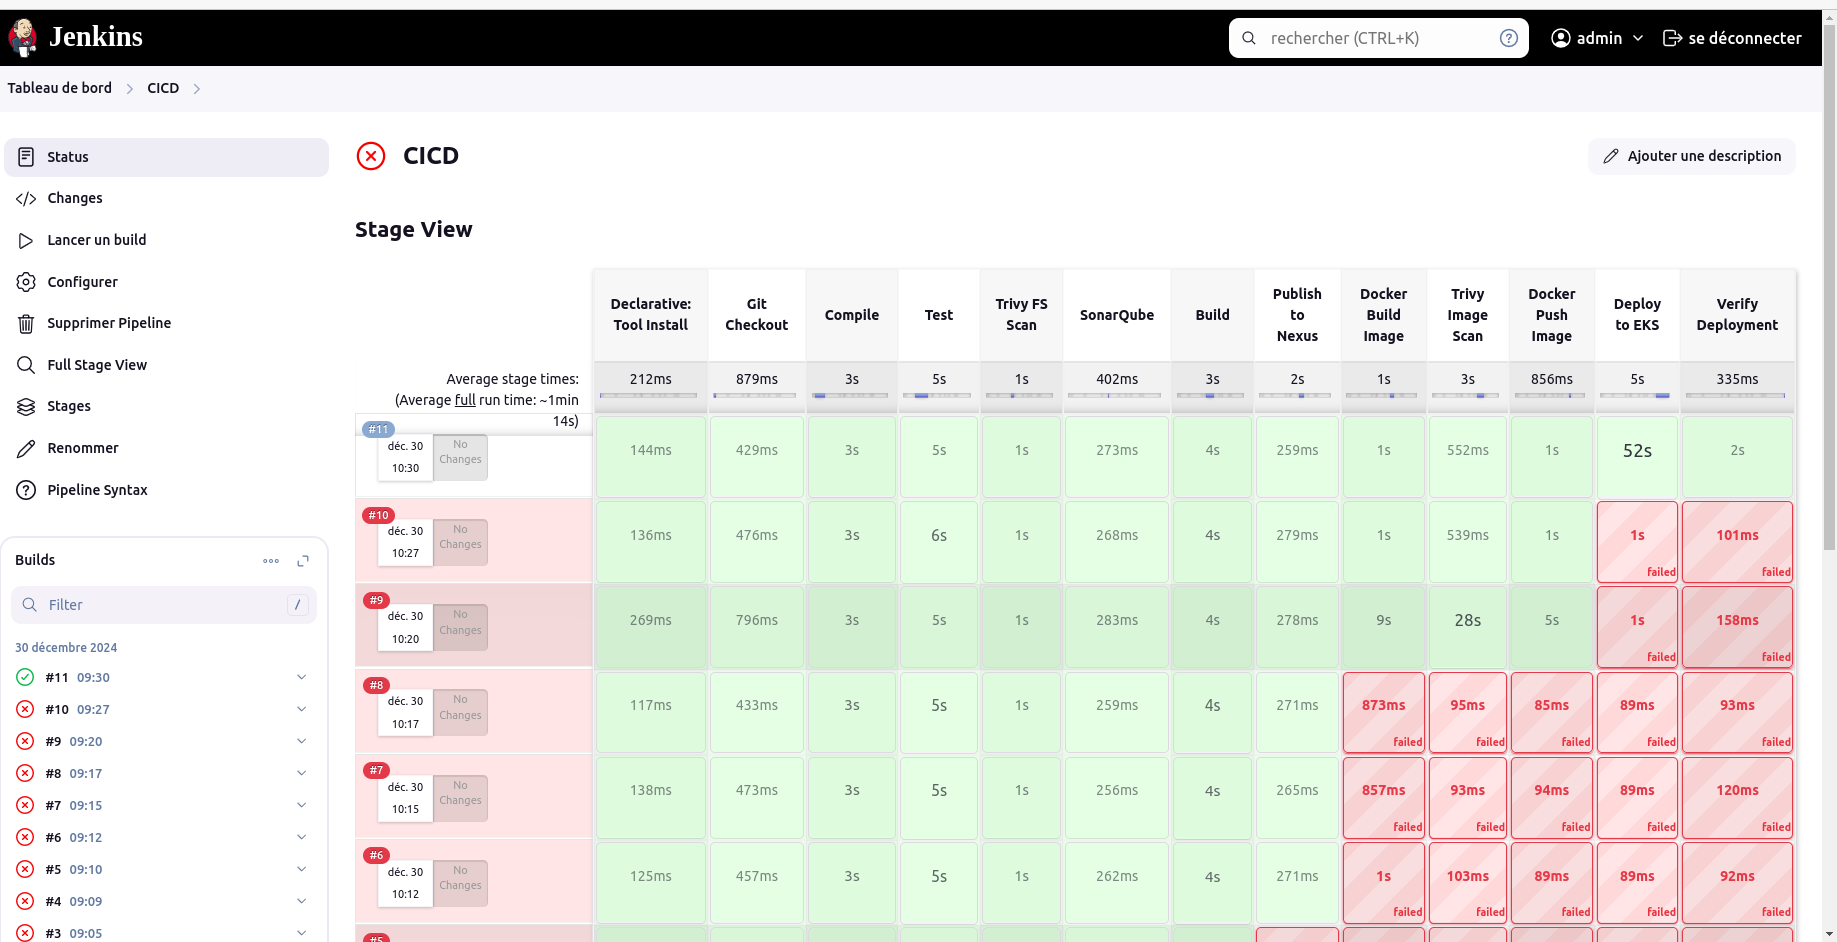 Jenkins
rechercher (CTRL+K)
admin
se déconnecter
Tableau de bord
CICD
Status
Changes
Lancer un build
Configurer
Supprimer Pipeline
Full Stage View
Stages
Renommer
Pipeline Syntax
Builds
Filter
/
30 décembre 2024
#11 09:30
#10 09:27
#9 09:20
#8 09:17
#7 09:15
#6 09:12
#5 09:10
#4 09:09
#3 09:05
CICD
Ajouter une description
Stage View
Declarative: Tool Install
Git Checkout
Compile
Test
Trivy FS Scan
SonarQube
Build
Publish to Nexus
Docker Build Image
Trivy Image Scan
Docker Push Image
Deploy to EKS
Verify Deployment
Average stage times:
(Average full run time: ~1min
14s)
212ms 879ms 3s 5s 1s 402ms 3s 2s 1s 3s 856ms 5s 335ms
#11
déc. 30
10:30
No Changes
144ms 429ms 3s 5s 1s 273ms 4s 259ms 1s 552ms 1s 52s 2s
#10
déc. 30
10:27
No Changes
136ms 476ms 3s 6s 1s 268ms 4s 279ms 1s 539ms 1s 1s 101ms
failed failed
#9
déc. 30
10:20
No Changes
269ms 796ms 3s 5s 1s 283ms 4s 278ms 9s 28s 5s 1s 158ms
failed failed
#8
déc. 30
10:17
No Changes
117ms 433ms 3s 5s 1s 259ms 4s 271ms 873ms 95ms 85ms 89ms 93ms
failed failed failed failed failed
#7
déc. 30
10:15
No Changes
138ms 473ms 3s 5s 1s 256ms 4s 265ms 857ms 93ms 94ms 89ms 120ms
failed failed failed failed failed
#6
déc. 30
10:12
No Changes
125ms 457ms 3s 5s 1s 262ms 4s 271ms 1s 103ms 89ms 89ms 92ms
failed failed failed failed failed
#5